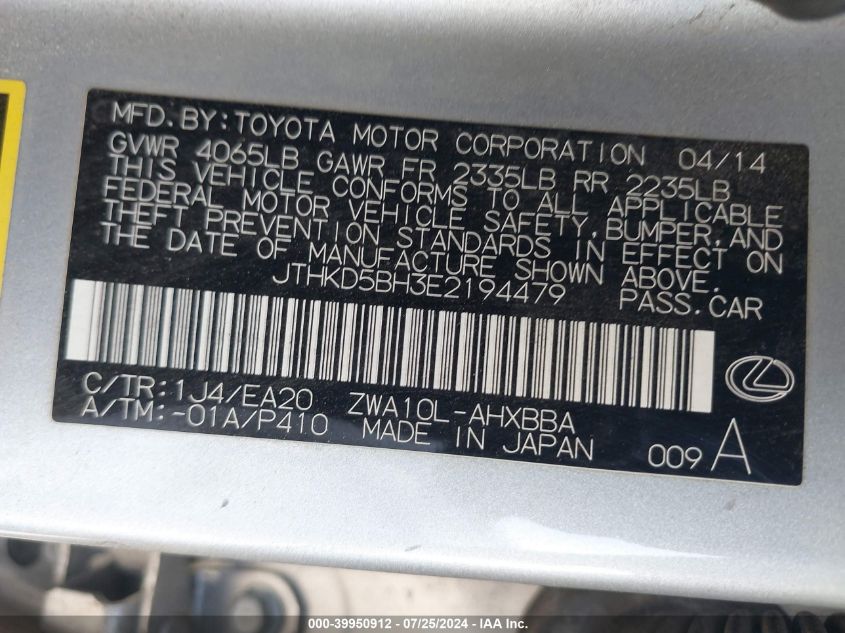 MFD.BY:TOYOTA MOTOR CORPORATION 04/14
GVWR 4065LB GAWR FR 2335LB RR 2235LB
THIS VEHICLE CONFORMS TO ALL APPLICABLE
FEDERAL MOTOR VEHICLE SAFETY,BUMPER,AND
THEFT PREVENTION STANDARDS IN EFFECT ON
THE DATE OF MANUFACTURE SHOWN ABOVE.
JTHKD5BH3E2194479 PASS.CAR
C/TR:1J4/EA20 ZWA10L-AHXBBA
A/TM:-01A/P410 MADE IN JAPAN 009 A
000-39950912 - 07/25/2024 - IAA Inc.